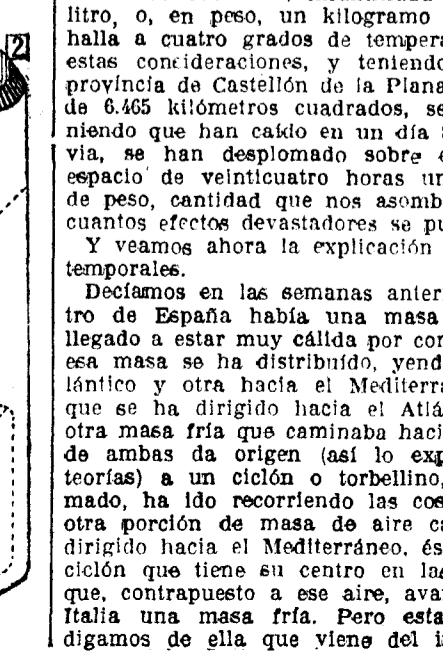 2
litro, o, en peso, un kilogramo
halla a cuatro grados de tempera
estas consideraciones, y teniendo
provincia de Castellón de la Plana
de 6.465 kilómetros cuadrados, se
niendo que han caído en un día
via, se han desplomado sobre
espacio de veinticuatro horas un
de peso, cantidad que nos asomb
cuantos efectos devastadores se pu
Y veamos ahora la explicación
temporales.
Decíamos en las semanas anter
tro de España había una masa
llegado a estar muy cálida por con
esa masa se ha distribuído, yend
lántico y otra hacia el Mediterrá
que se ha dirigido hacia el Atlá
otra masa fría que caminaba haci
de ambas da origen (así lo exp
teorías) a un ciclón o torbellino,
mado, ha ido recorriendo las cos
otra porción de masa de aire cá
dirigido hacia el Mediterráneo, és
ciclón que tiene su centro en las
que, contrapuesto a ese aire, ava
Italia una masa fría. Pero esta
digamos de ella que viene del i